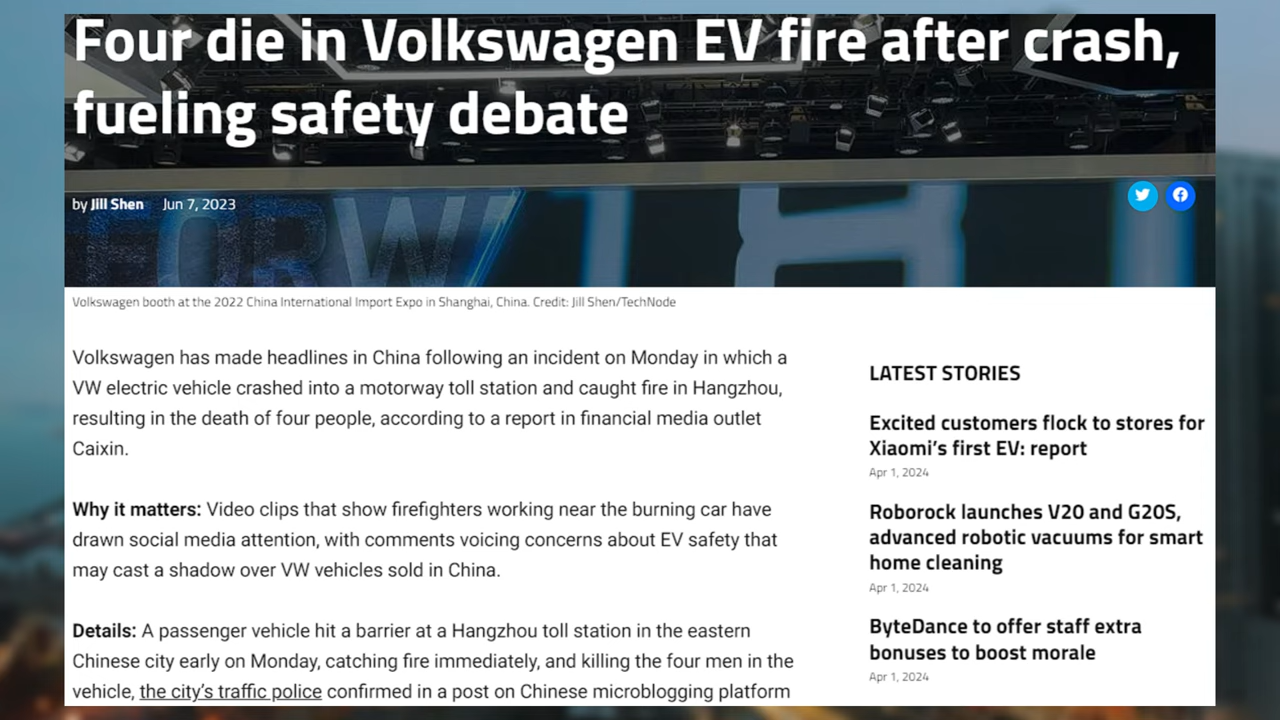 Four die in Volkswagen EV fire after crash,
fueling safety debate
by Jill Shen Jun 7, 2023
FORW
Volkswagen booth at the 2022 China International Import Expo in Shanghai, China. Credit: Jill Shen/TechNode
Volkswagen has made headlines in China following an incident on Monday in which a
VW electric vehicle crashed into a motorway toll station and caught fire in Hangzhou,
resulting in the death of four people, according to a report in financial media outlet
Caixin.
Why it matters: Video clips that show firefighters working near the burning car have
drawn social media attention, with comments voicing concerns about EV safety that
may cast a shadow over VW vehicles sold in China.
Details: A passenger vehicle hit a barrier at a Hangzhou toll station in the eastern
Chinese city early on Monday, catching fire immediately, and killing the four men in the
vehicle, the city's traffic police confirmed in a post on Chinese microblogging platform
LATEST STORIES
Excited customers flock to stores for
Xiaomi's first EV: report
Apr 1, 2024
Roborock launches V20 and G20S,
advanced robotic vacuums for smart
home cleaning
Apr 1, 2024
ByteDance to offer staff extra
bonuses to boost morale
Apr 1, 2024